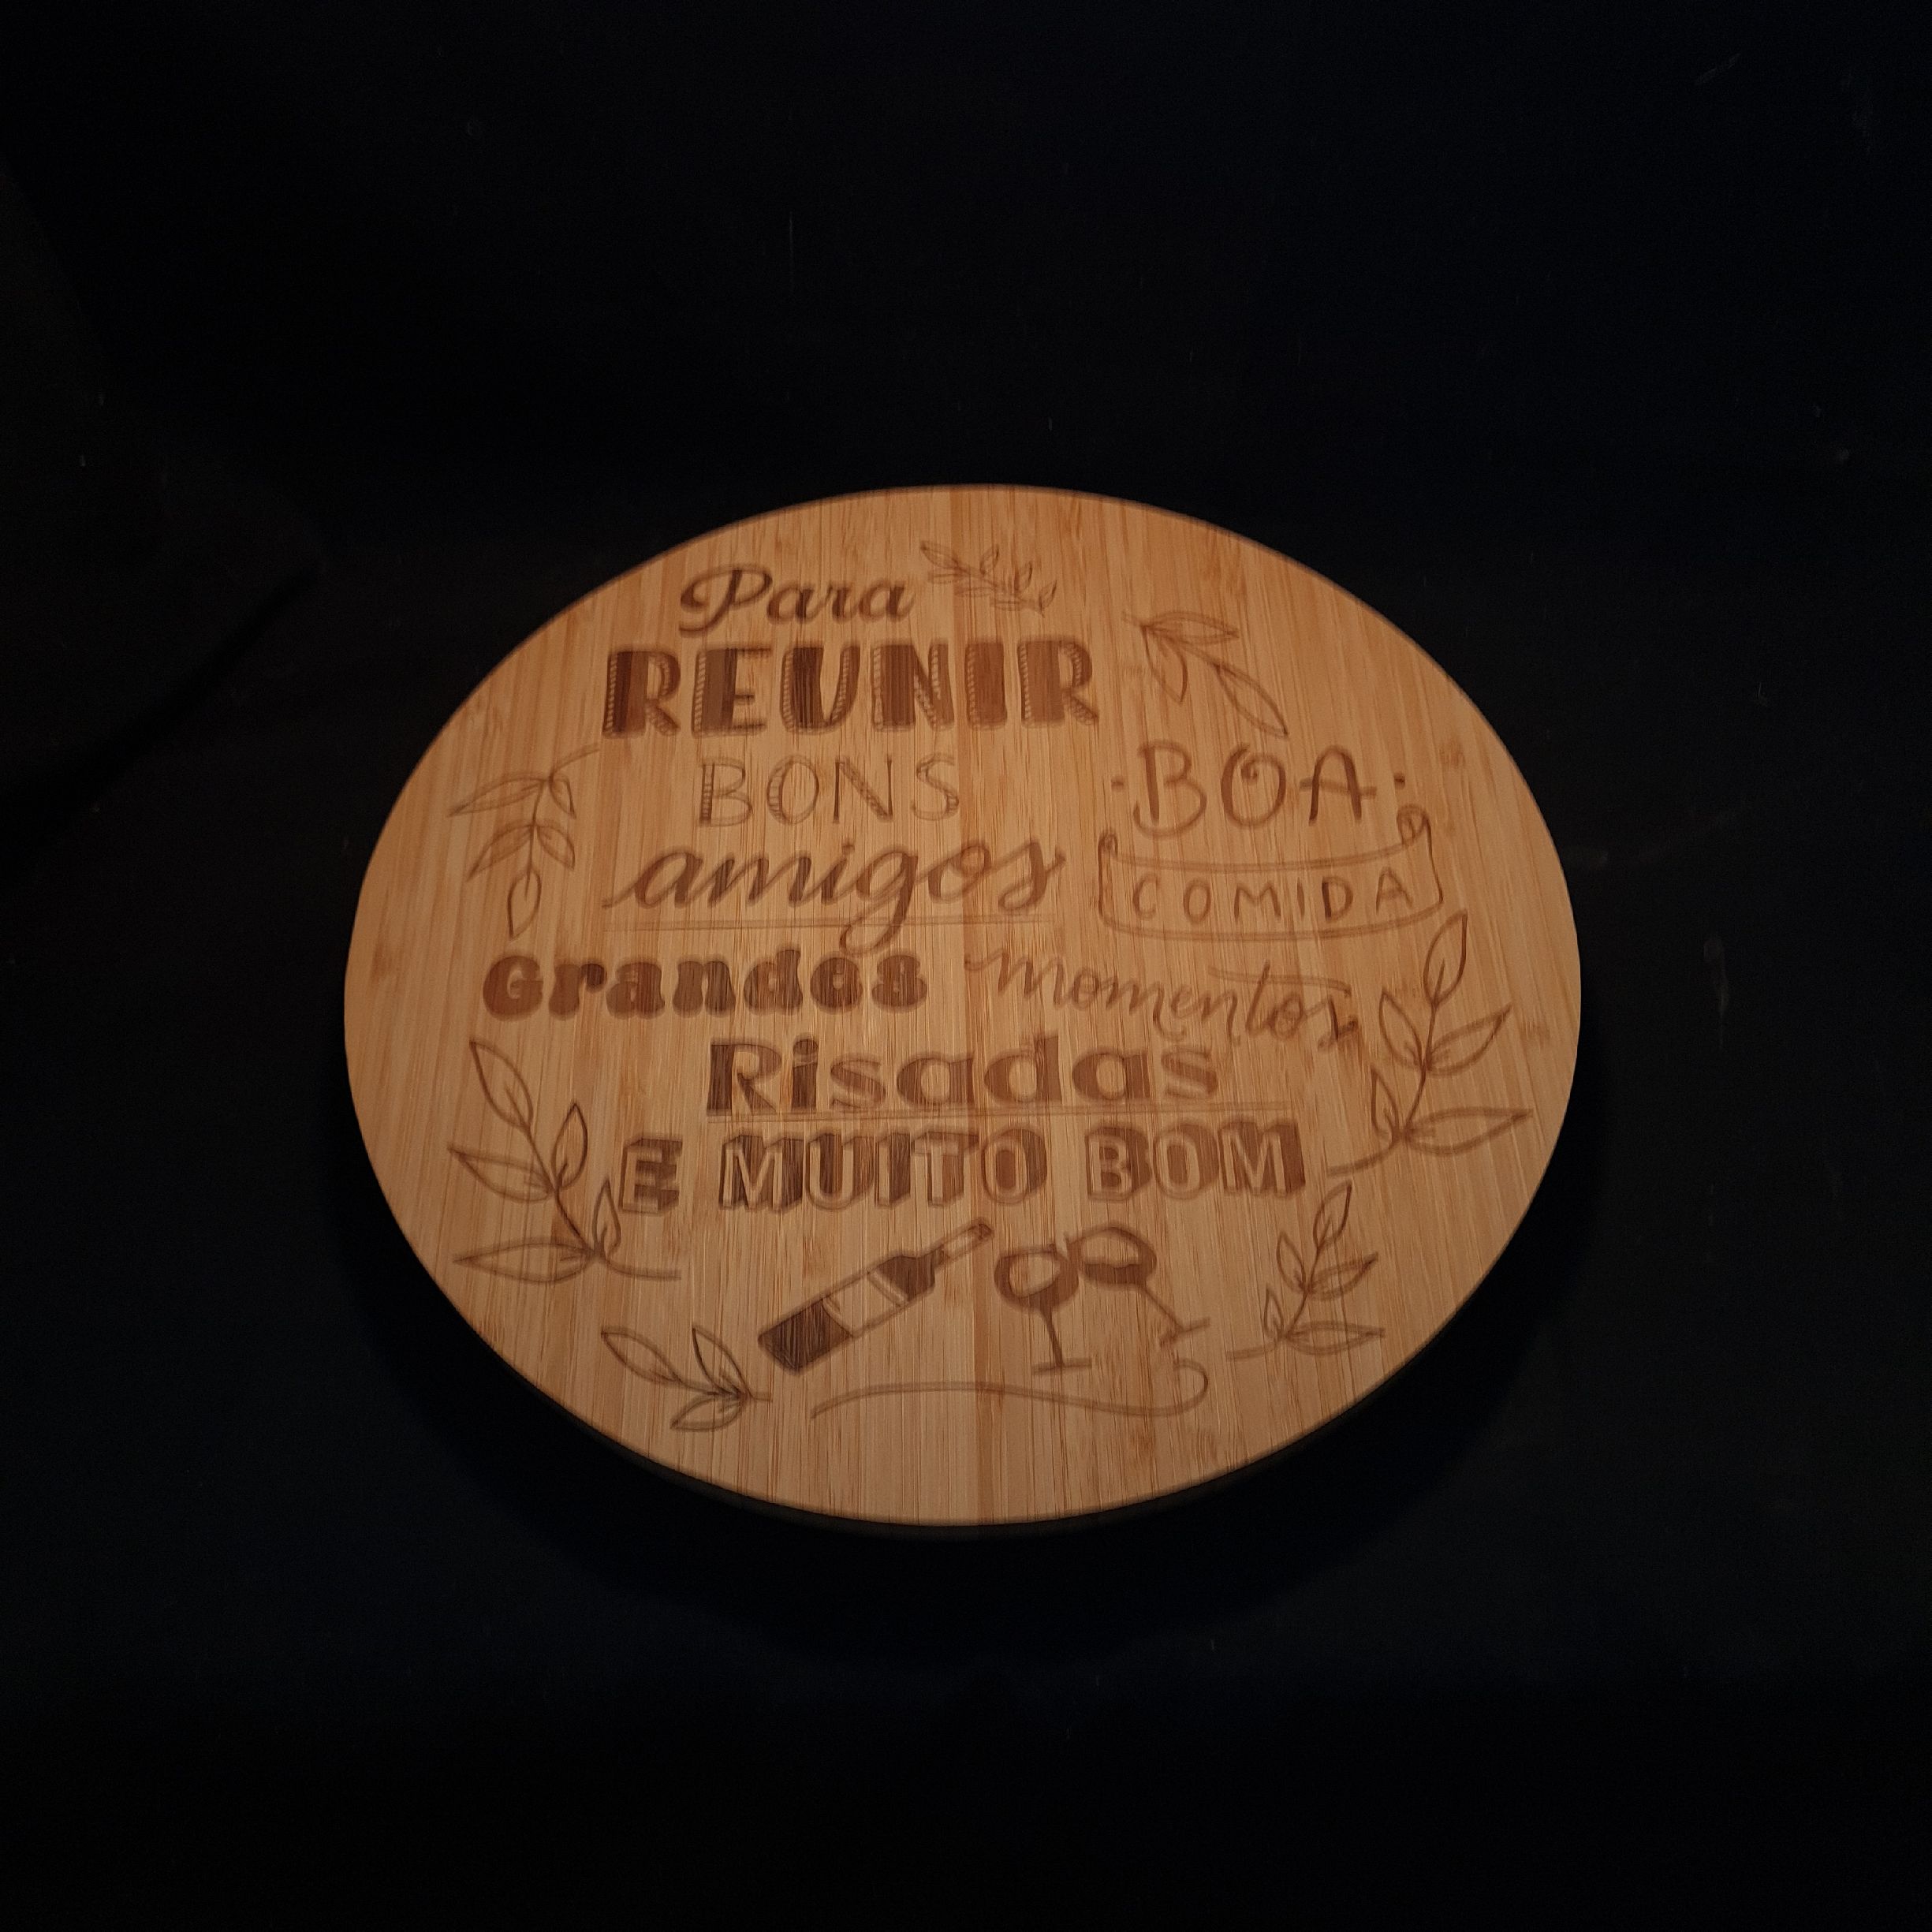 Para
REUNIR
BONS
amigos
·BOA·
COMIDA
Grandes momentos
Risadas
E MUITO BOM